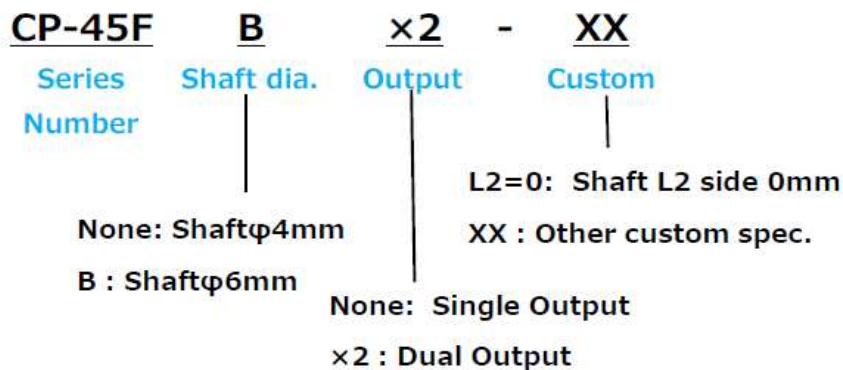 CP-45F B ×2 - XX
Series Shaft dia. Output Custom
Number
L2=0: Shaft L2 side 0mm
None: Shaftφ4mm
XX : Other custom spec.
B : Shaftφ6mm
None: Single Output
×2 : Dual Output